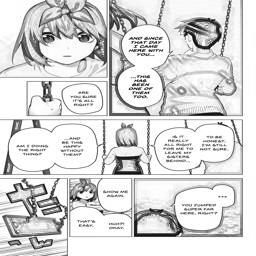 AND SINCE
THAT DAY I
CAME
HERE WITH
YOU...
...THIS
HAS BEEN
ONE OF
THEM TOO.
ARE
YOU SURE
IT'S ALL
RIGHT?
TO BE
HONEST,
I'M STILL
NOT SURE.
IS IT
REALLY
ALL RIGHT
FOR ME TO
LEAVE MY
SISTERS
BEHIND...
...AND
BE THIS
HAPPY
WITHOUT
THEM?
AM I DOING
THE RIGHT
THING?
...
YOU JUMPED
SUPER FAR
HERE, RIGHT?
SHOW ME
AGAIN.
HUH?!
OKAY.
THAT'S
EASY.